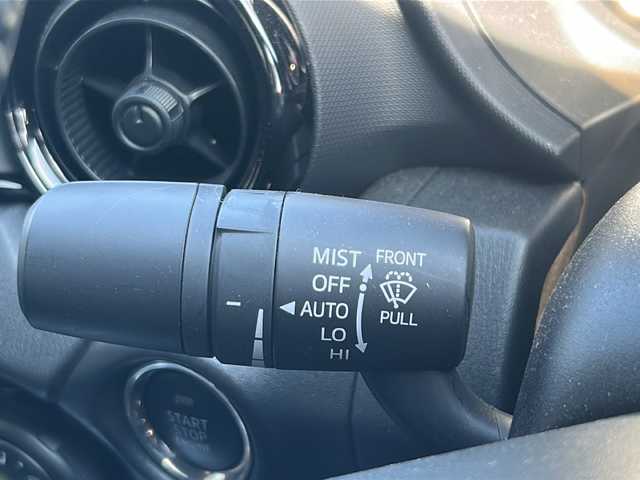 MIST
OFF
AUTO
LO
HI
FRONT
PULL
START
STOP